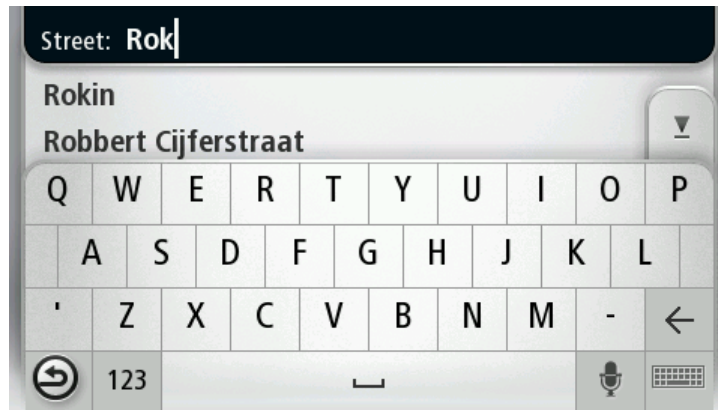 Street: Rok
Rokin
Robbert Cijferstraat
Q W E R T Y U I O P
A S D F G H J K L
' Z X C V B N M -
123